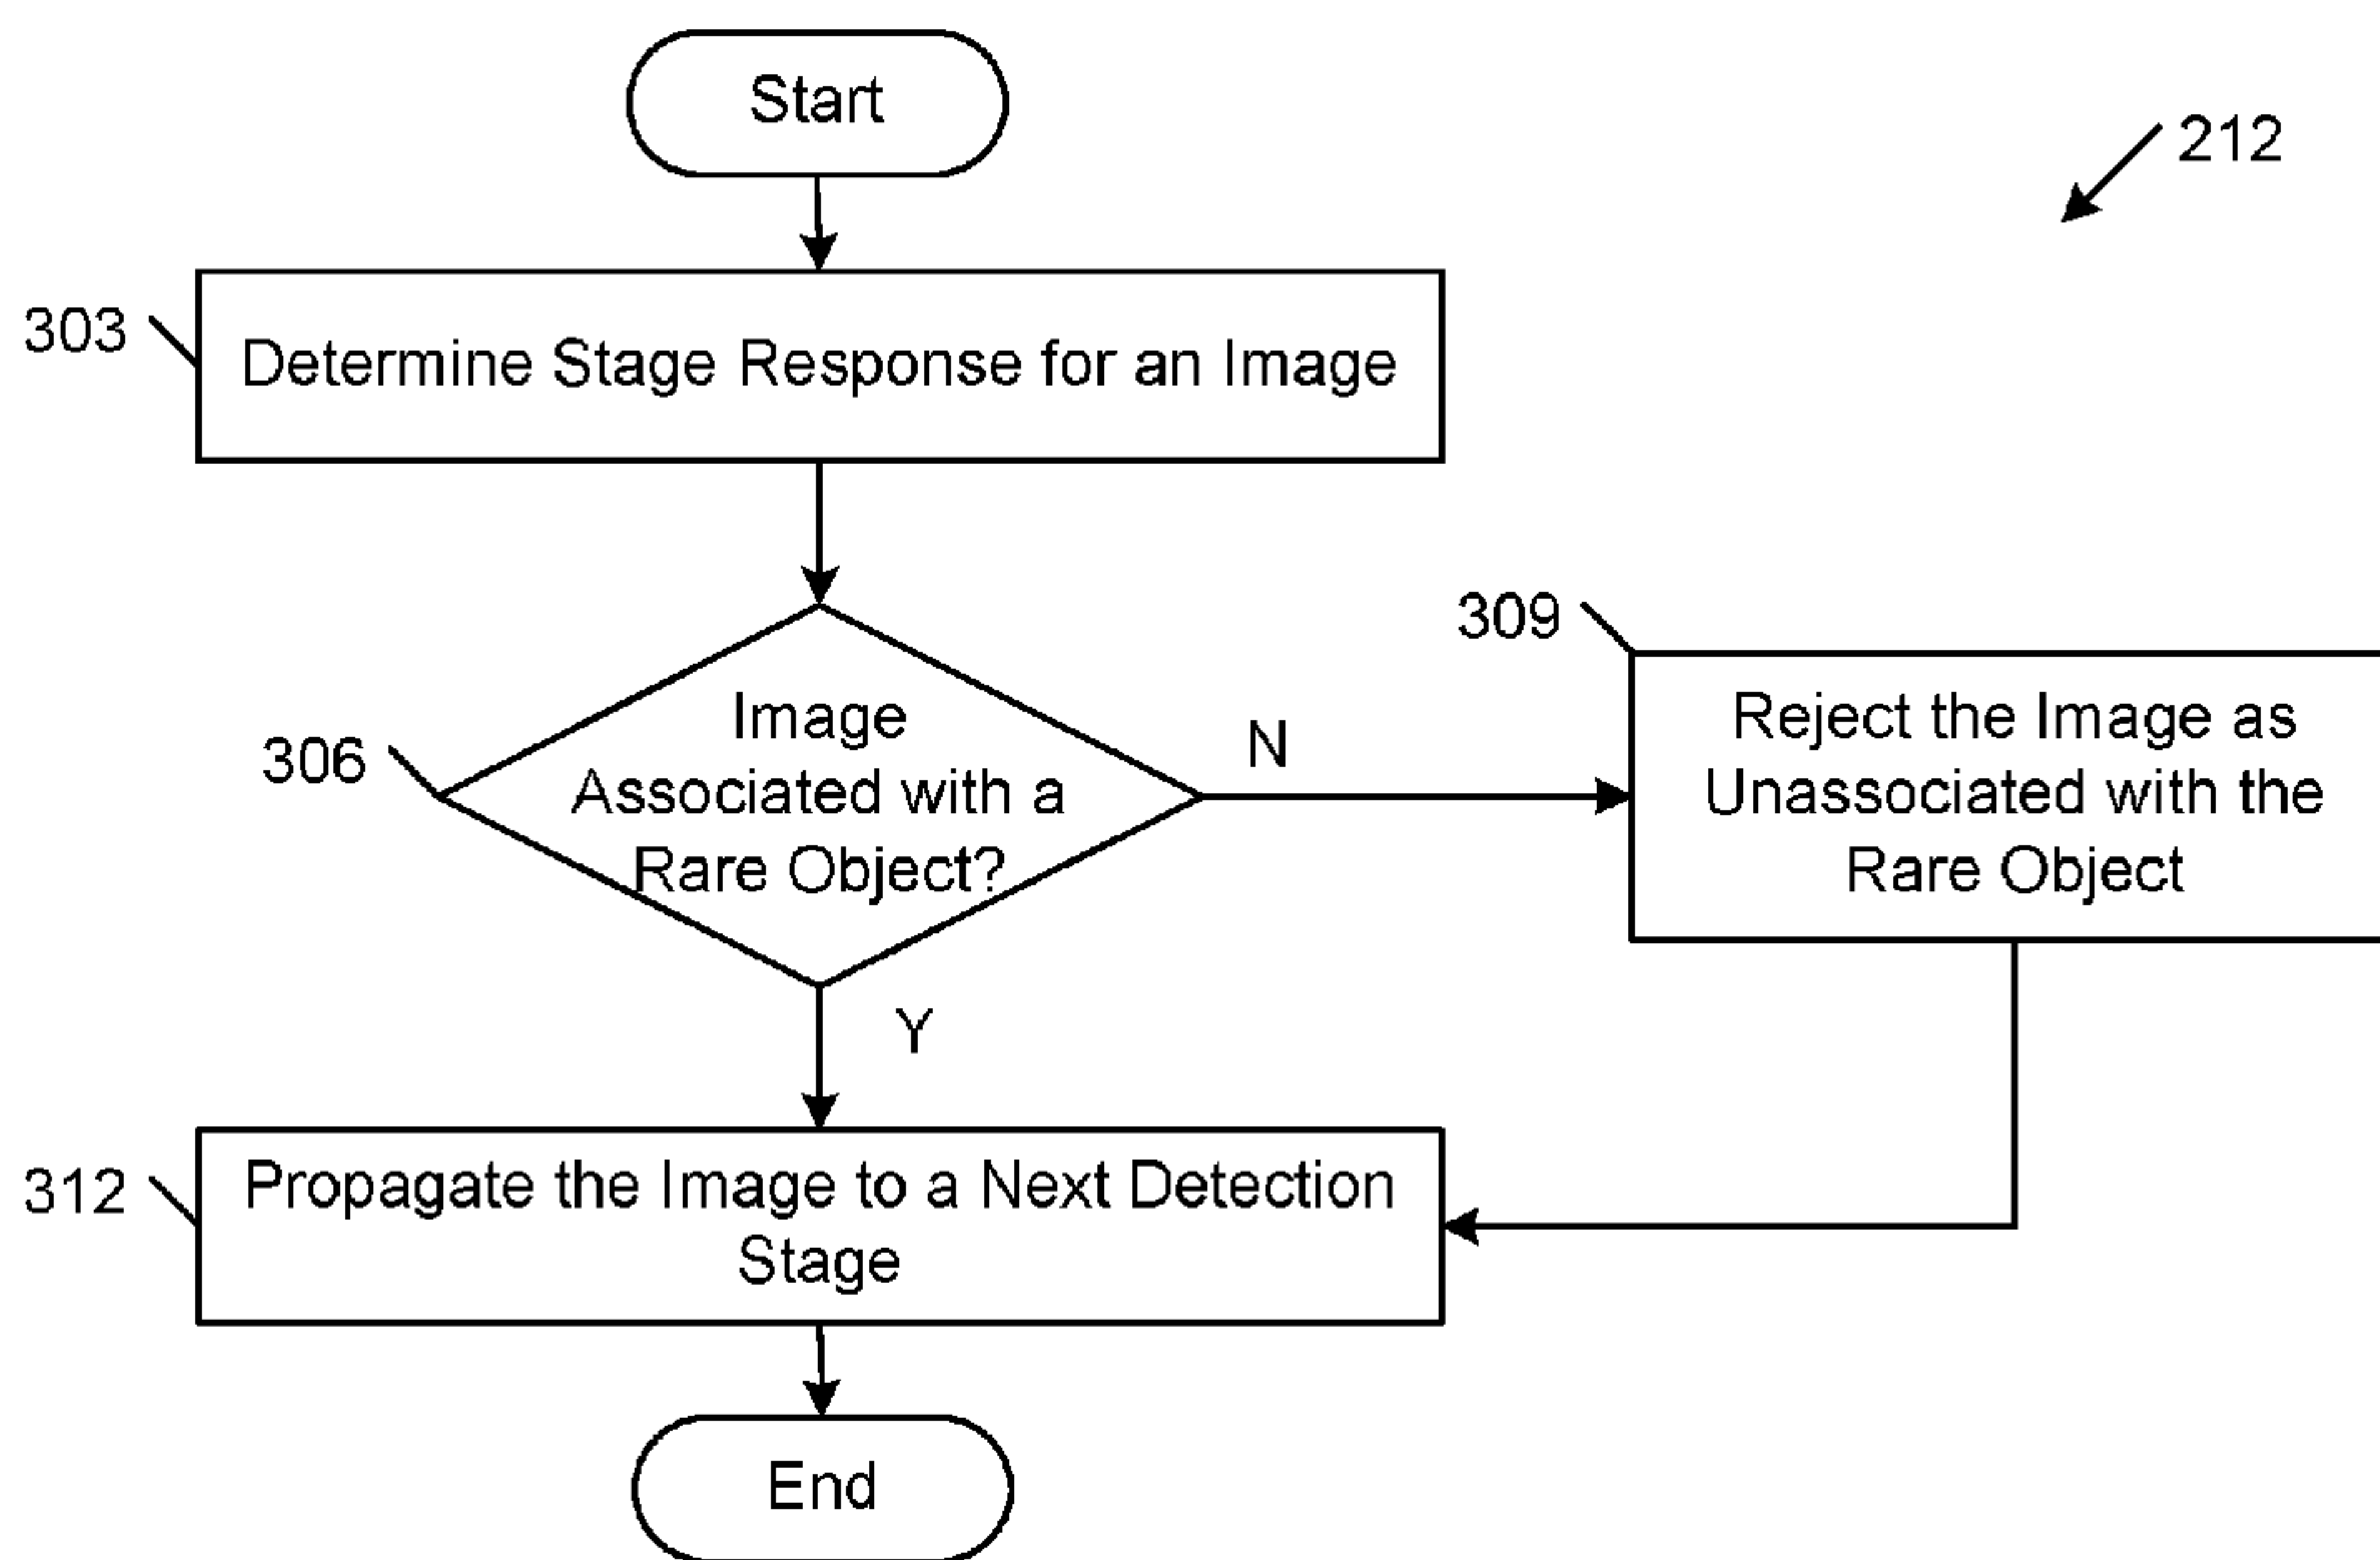 Start
212
303
Determine Stage Response for an Image
309
306
Image
Associated with a
Rare Object?
N
Reject the Image as
Unassociated with the
Rare Object
Y
312
Propagate the Image to a Next Detection
Stage
End